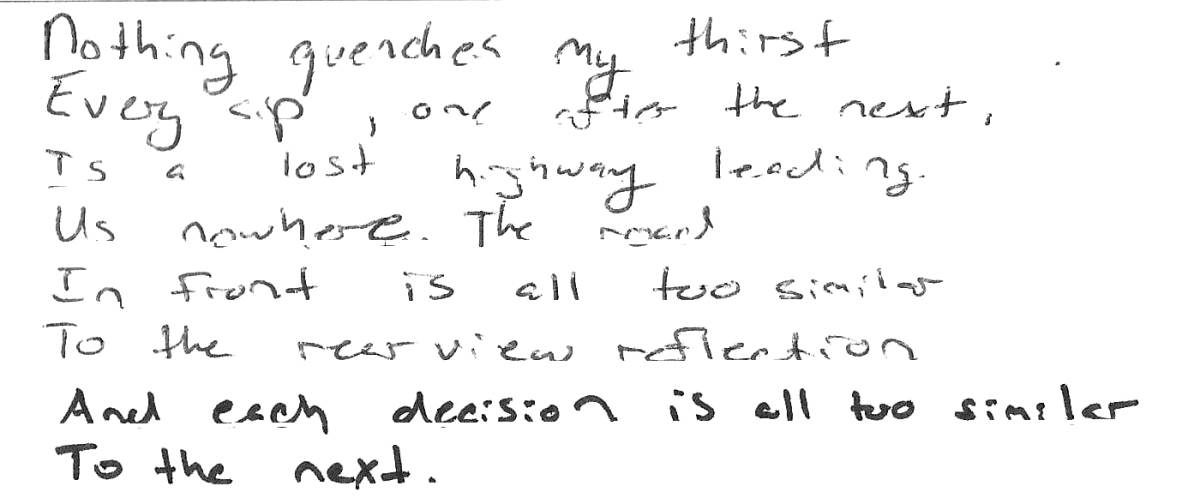 Nothing quenches my thirst
Every sip, one after the next,
Is a lost highway leading
Us nowhere. The road
In front is all too similar
To the rear view reflection
And each decision is all too similar
To the next.